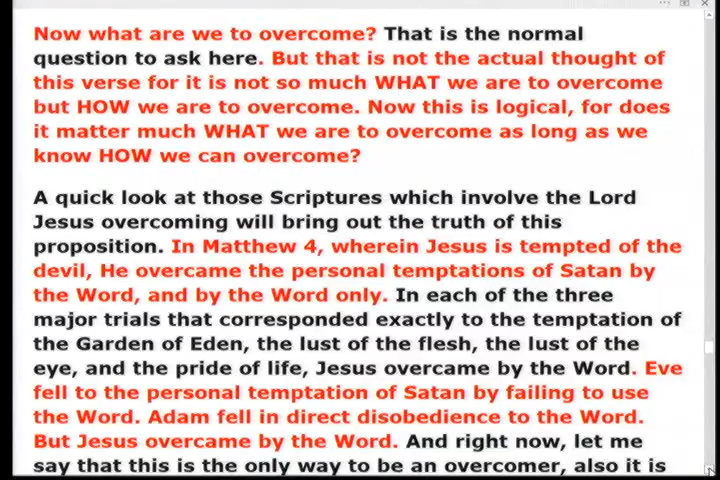 Now what are we to overcome? That is the normal
question to ask here. But that is not the actual thought of
this verse for it is not so much WHAT we are to overcome
but HOW we are to overcome. Now this is logical, for does
it matter much WHAT we are to overcome as long as we
know HOW we can overcome?
A quick look at those Scriptures which involve the Lord
Jesus overcoming will bring out the truth of this
proposition. In Matthew 4, wherein Jesus is tempted of the
devil, He overcame the personal temptations of Satan by
the Word, and by the Word only. In each of the three
major trials that corresponded exactly to the temptation of
the Garden of Eden, the lust of the flesh, the lust of the
eye, and the pride of life, Jesus overcame by the Word. Eve
fell to the personal temptation of Satan by failing to use
the Word. Adam fell in direct disobedience to the Word.
But Jesus overcame by the Word. And right now, let me
say that this is the only way to be an overcomer, also it is